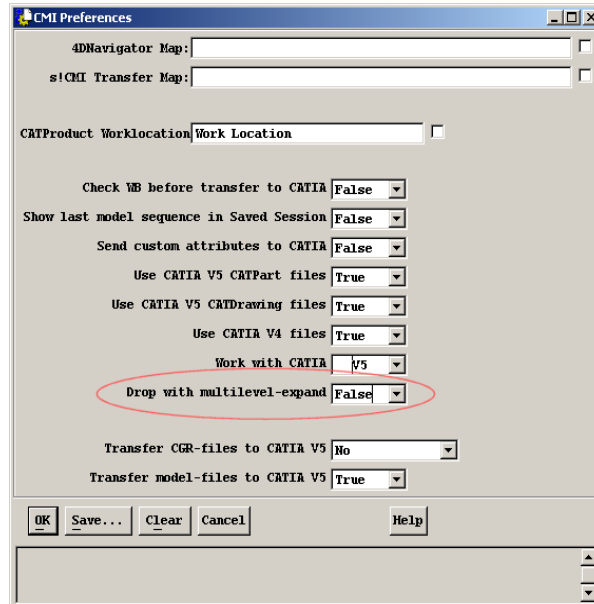 CMI Preferences
4DNavigator Map:
s!CMI Transfer Map:
CATProduct Worklocation Work Location
Check WB before transfer to CATIA False
Show last model sequence in Saved Session False
Send custom attributes to CATIA False
Use CATIA V5 CATPart files True
Use CATIA V5 CATDrawing files True
Use CATIA V4 files True
Work with CATIA V5
Drop with multilevel-expand False
Transfer CGR-files to CATIA V5 No
Transfer model-files to CATIA V5 True
OK Save... Clear Cancel Help